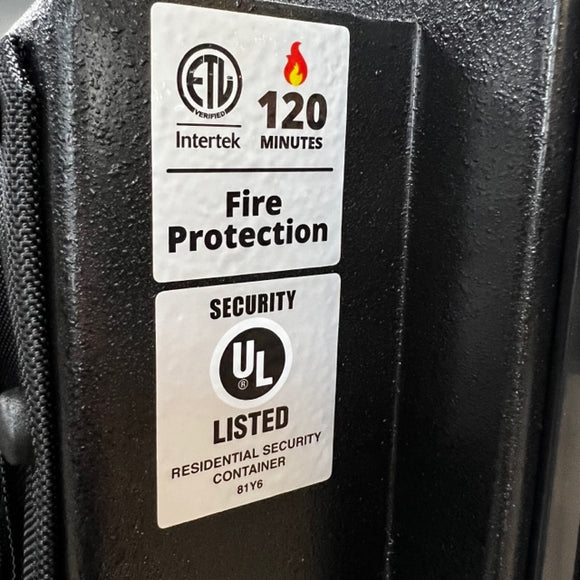 ETL
VERIFIED
Intertek
120
MINUTES
Fire
Protection
SECURITY
UL
®
LISTED
RESIDENTIAL SECURITY
CONTAINER
81Y6